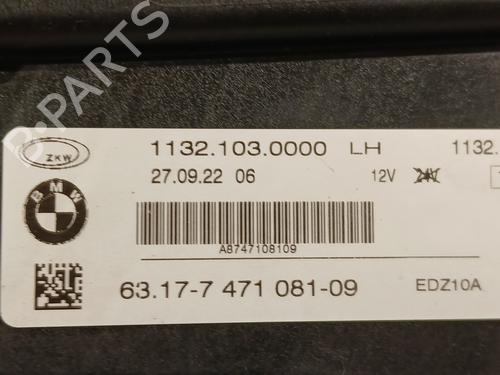 ZKW
1132.103.0000 LH 1132.
27.09.22 06 12V 24V
BMW
A8747108109
63.17-7 471 081-09 EDZ10A
B-PARTS